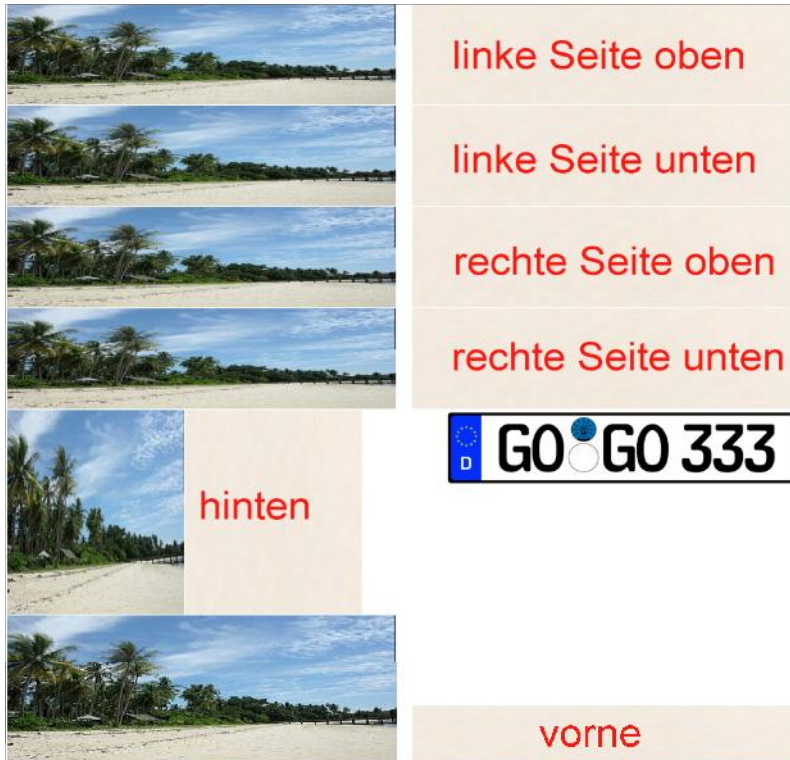 linke Seite oben
linke Seite unten
rechte Seite oben
rechte Seite unten
D GO GO 333
hinten
vorne